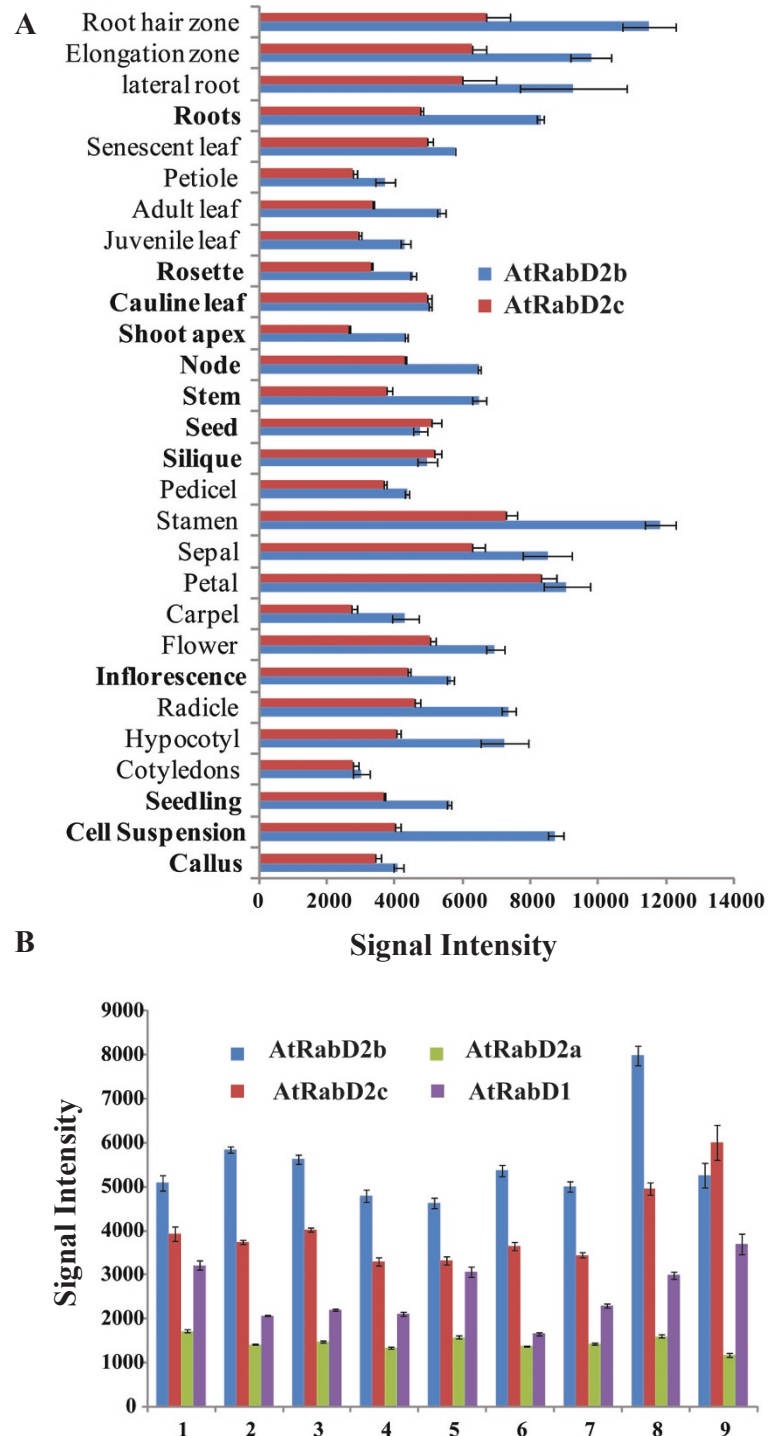 A
Root hair zone
Elongation zone
lateral root
Roots
Senescent leaf
Petiole
Adult leaf
Juvenile leaf
Rosette
Cauline leaf
Shoot apex
Node
Stem
Seed
Silique
Pedicel
Stamen
Sepal
Petal
Carpel
Flower
Inflorescence
Radicle
Hypocotyl
Cotyledons
Seedling
Cell Suspension
Callus
AtRabD2b
AtRabD2c
0 2000 4000 6000 8000 10000 12000 14000
Signal Intensity
B
9000
8000
7000
6000
5000
4000
3000
2000
1000
0
Signal Intensity
AtRabD2b AtRabD2a
AtRabD2c AtRabD1
1 2 3 4 5 6 7 8 9